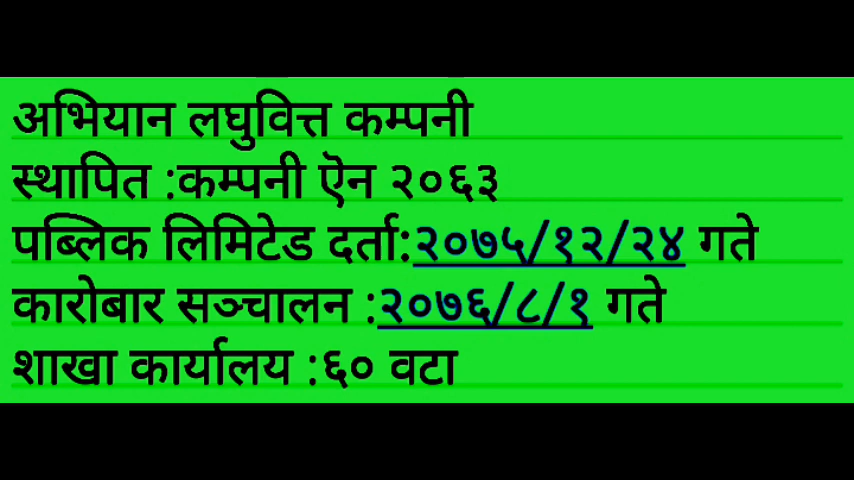 अभियान लघुवित्त कम्पनी
स्थापित :कम्पनी ऐन २०६३
पब्लिक लिमिटेड दर्ता:२०७५/१२/२४ गते
कारोबार सञ्चालन :२०७६/८/१ गते
शाखा कार्यालय :६० वटा